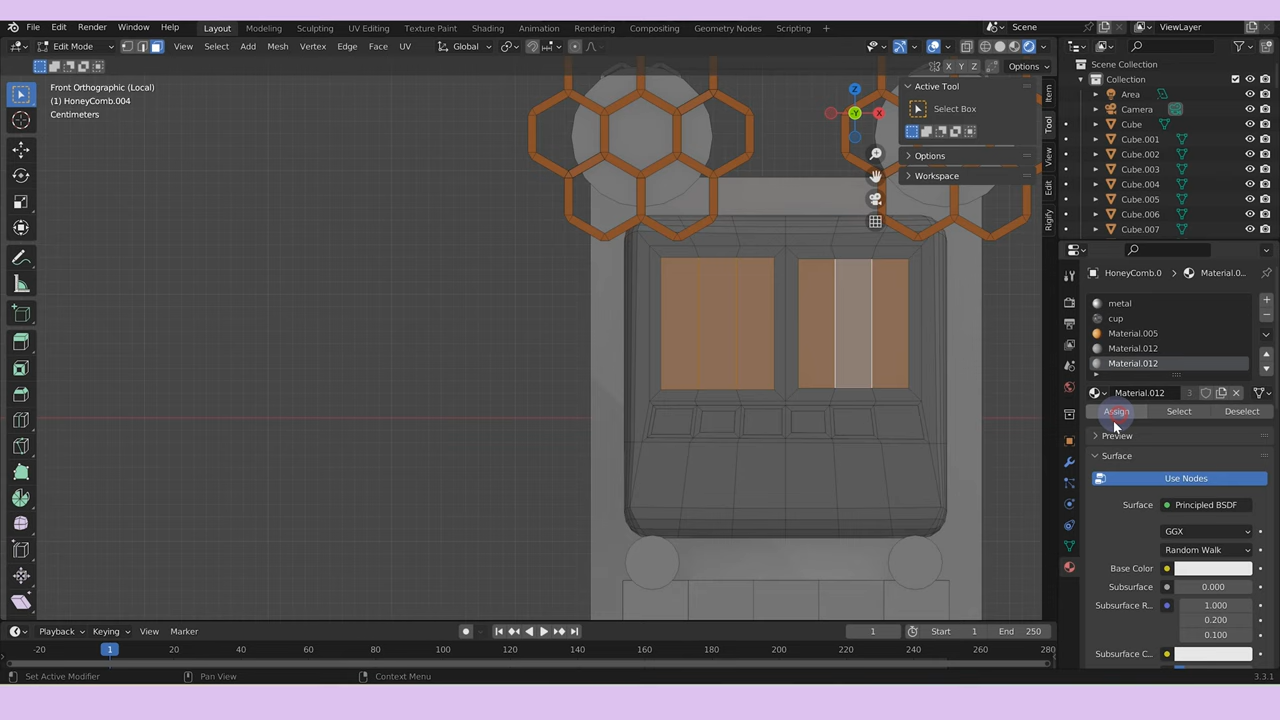 File Edit Render Window Help Layout Modeling Sculpting UV Editing Texture Paint Shading Animation Rendering Compositing Geometry Nodes Scripting + Scene ViewLayer
Edit Mode View Select Add Mesh Vertex Edge Face UV Global
X Y Z Options
Front Orthographic (Local)
(1) HoneyComb.004
Centimeters
Z
X
Y
Active Tool
Select Box
Options
Workspace
Item
Tool
View
Edit
Rigify
Scene Collection
Collection
Area
Camera
Cube
Cube.001
Cube.002
Cube.003
Cube.004
Cube.005
Cube.006
Cube.007
HoneyComb.0 > Material.0...
metal
cup
Material.005
Material.012
Material.012
Material.012 3
Assign Select Deselect
Preview
Surface
Use Nodes
Surface Principled BSDF
GGX
Random Walk
Base Color
Subsurface 0.000
Subsurface R... 1.000
0.200
0.100
Subsurface C...
Playback Keying View Marker 1 Start 1 End 250
-20 1 20 40 60 80 100 120 140 160 180 200 220 240 260 280
Set Active Modifier Pan View Context Menu 3.3.1